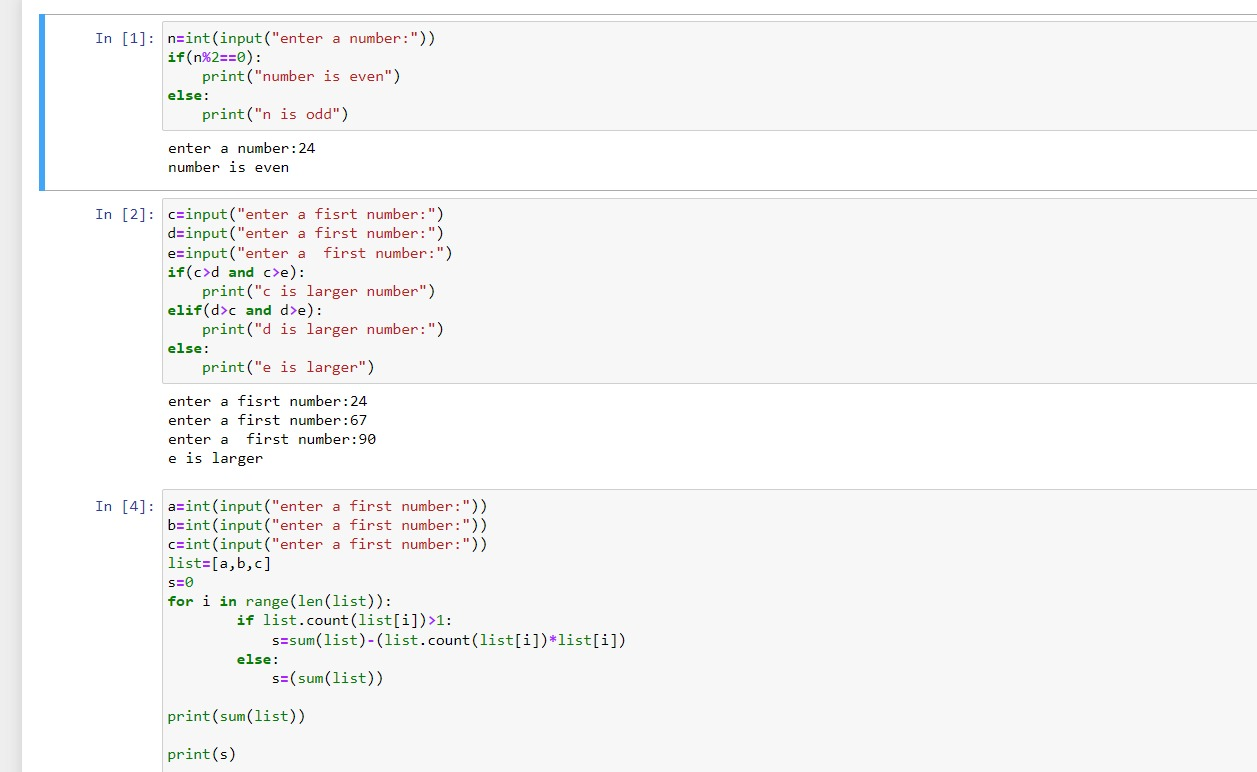 In [1]: n=int(input("enter a number:"))
if(n%2==0):
    print("number is even")
else:
    print("n is odd")
enter a number:24
number is even
In [2]: c=input("enter a fisrt number:")
d=input("enter a first number:")
e=input("enter a  first number:")
if(c>d and c>e):
    print("c is larger number")
elif(d>c and d>e):
    print("d is larger number:")
else:
    print("e is larger")
enter a fisrt number:24
enter a first number:67
enter a  first number:90
e is larger
In [4]: a=int(input("enter a first number:"))
b=int(input("enter a first number:"))
c=int(input("enter a first number:"))
list=[a,b,c]
s=0
for i in range(len(list)):
        if list.count(list[i])>1:
            s=sum(list)-(list.count(list[i])*list[i])
        else:
            s=(sum(list))
print(sum(list))
print(s)